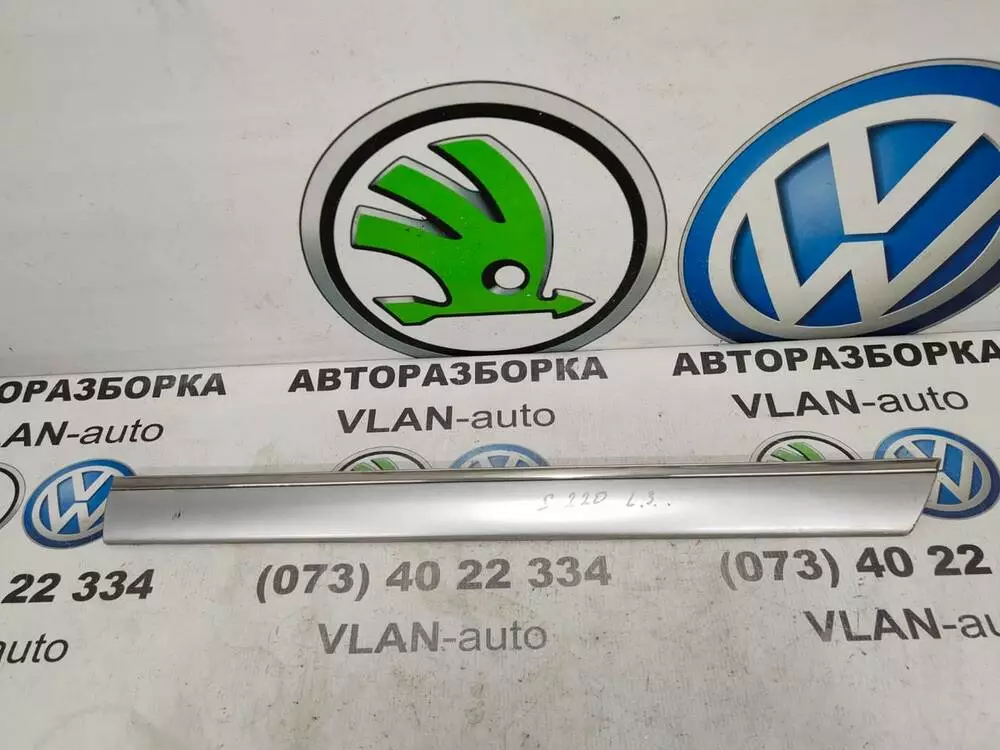 ОРАЗБОРКА
АВТОРАЗБОРКА
АВТОРАЗБОРКА
LAN-auto
VLAN-auto
VLAN-auto
S 220 L.З..
22 334
(073) 40 22 334
(073) 40 22
auto
VLAN-auto
VLAN-au